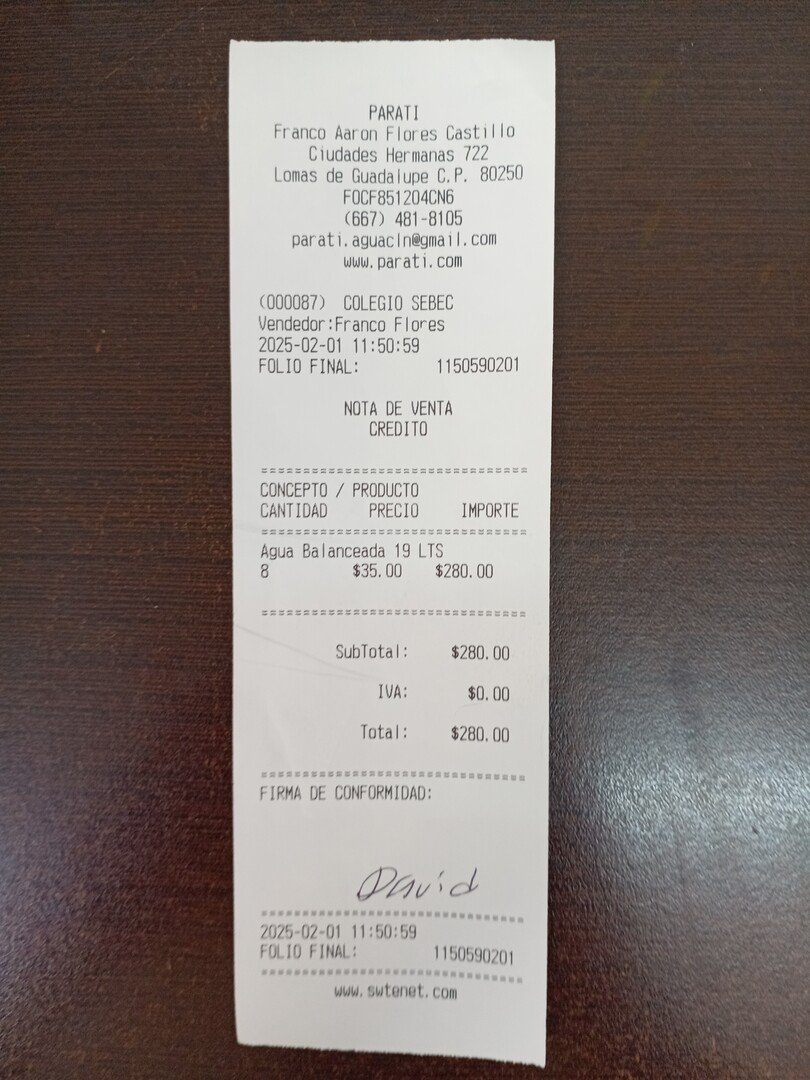 PARATI
Franco Aaron Flores Castillo
Ciudades Hermanas 722
Lomas de Guadalupe C.P. 80250
FOCF851204CN6
(667) 481-8105
parati.aguacln@gmail.com
www.parati.com
(000087) COLEGIO SEBEC
Vendedor:Franco Flores
2025-02-01 11:50:59
FOLIO FINAL: 1150590201
NOTA DE VENTA
CREDITO
================================
CONCEPTO / PRODUCTO
CANTIDAD PRECIO IMPORTE
================================
Agua Balanceada 19 LTS
8 $35.00 $280.00
================================
SubTotal: $280.00
IVA: $0.00
Total: $280.00
================================
FIRMA DE CONFORMIDAD:
David
================================
2025-02-01 11:50:59
FOLIO FINAL: 1150590201
================================
www.swtenet.com